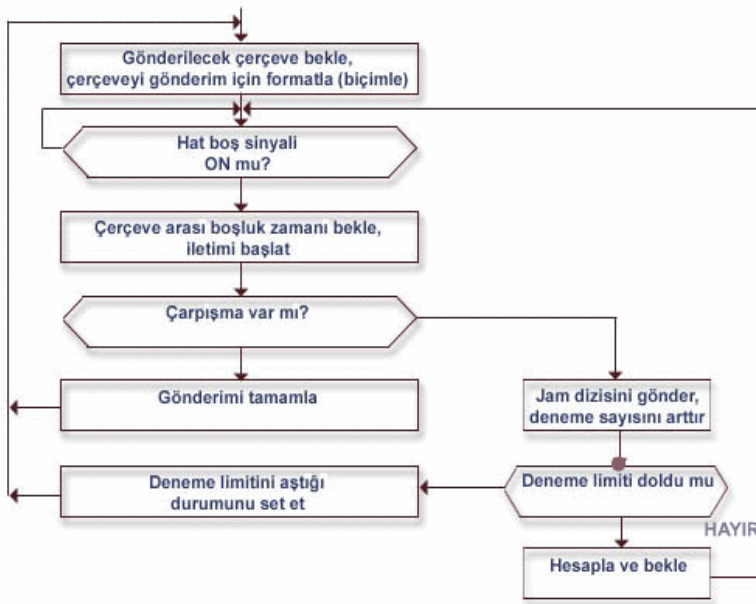 Gönderilecek çerçeve bekle,
çerçeveyi gönderim için formatla (biçimle)
Hat boş sinyali
ON mu?
Çerçeve arası boşluk zamanı bekle,
iletimi başlat
Çarpışma var mı?
Gönderimi tamamla
Jam dizisini gönder,
deneme sayısını arttır
Deneme limitini aştığı
durumunu set et
Deneme limiti doldu mu
HAYIR
Hesapla ve bekle